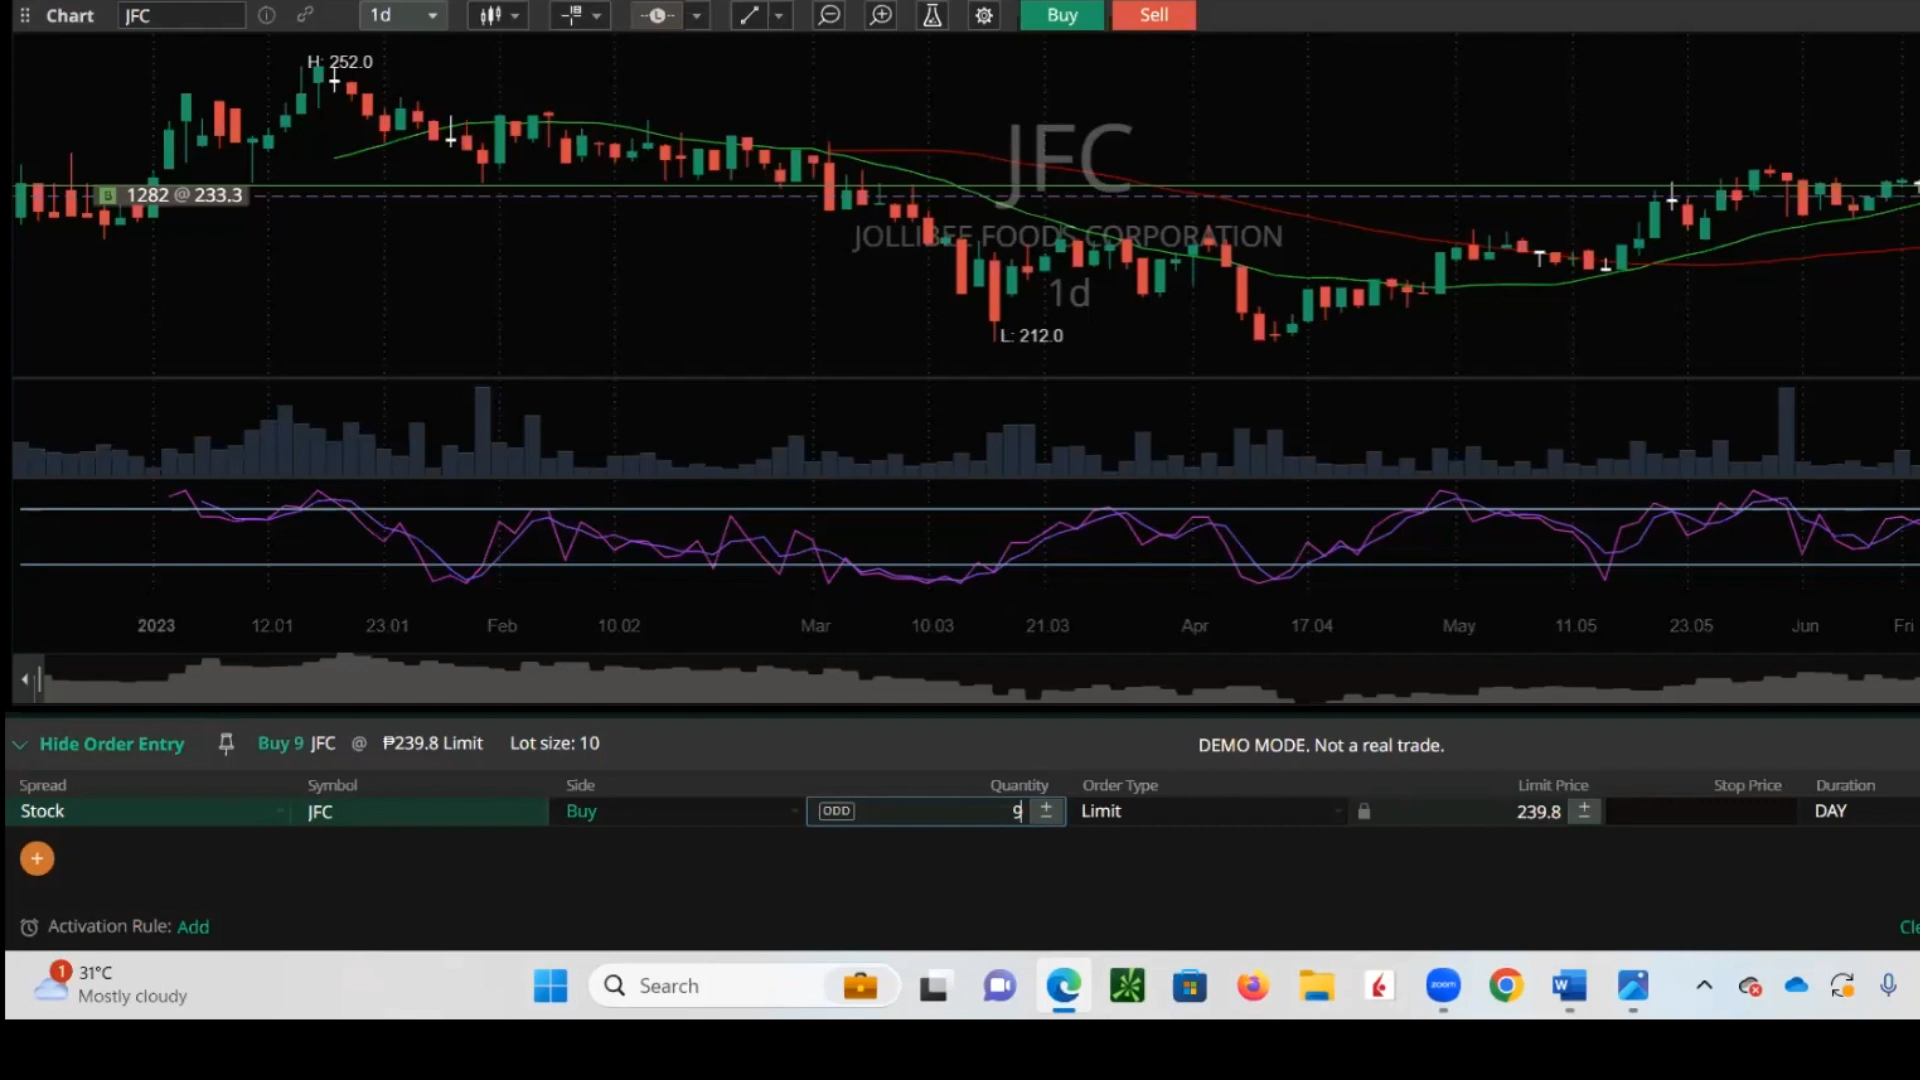 Chart JFC 1d Buy Sell
H: 252.0
B 1282 @ 233.3
JFC
JOLLIBEE FOODS CORPORATION
1d
L: 212.0
2023 12.01 23.01 Feb 10.02 Mar 10.03 21.03 Apr 17.04 May 11.05 23.05 Jun Fri
Hide Order Entry Buy 9 JFC @ ₱239.8 Limit Lot size: 10 DEMO MODE. Not a real trade.
Spread Symbol Side Quantity Order Type Limit Price Stop Price Duration
Stock JFC Buy ODD 9 Limit 239.8 DAY
Activation Rule: Add Cle
1 31°C
Mostly cloudy
Search
zoom
W